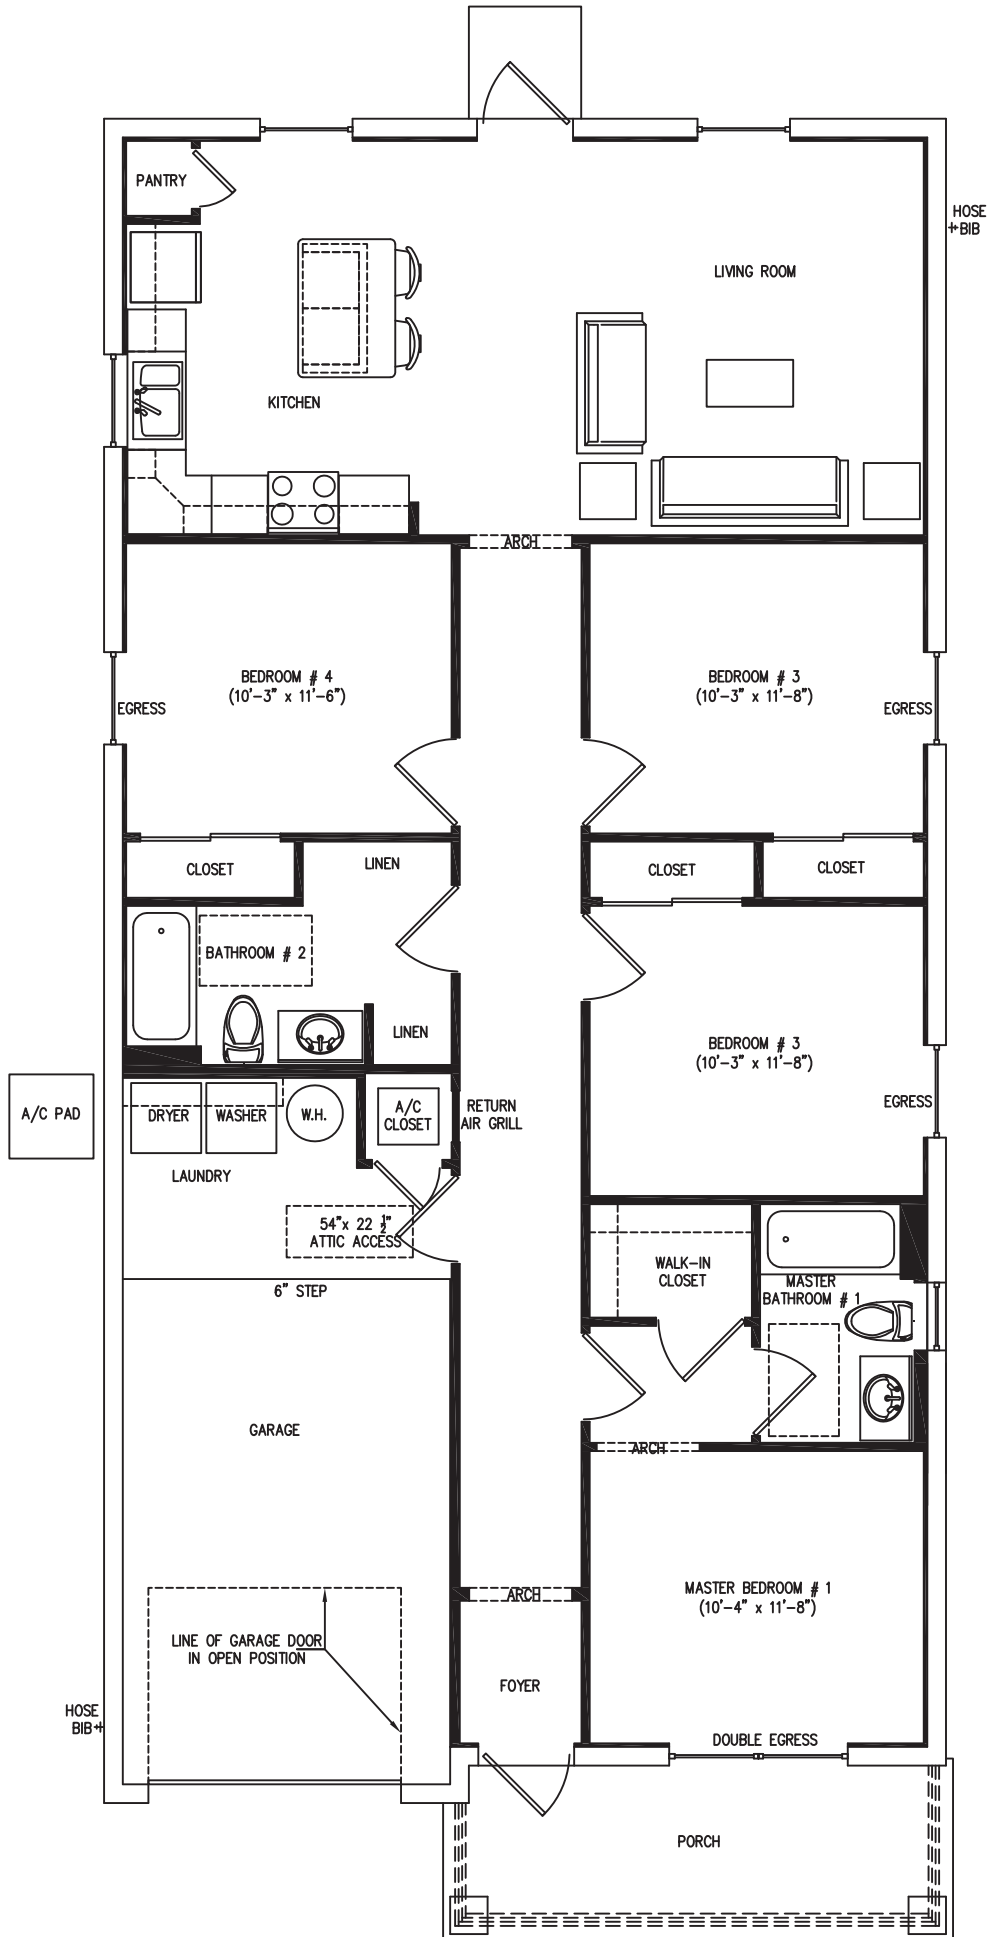 PANTRY
HOSE
BIB
LIVING ROOM
KITCHEN
ARCH
BEDROOM # 4
(10'-3" x 11'-6")
EGRESS
BEDROOM # 3
(10'-3" x 11'-8")
EGRESS
CLOSET
LINEN
CLOSET
CLOSET
BATHROOM # 2
LINEN
BEDROOM # 3
(10'-3" x 11'-8")
EGRESS
A/C PAD
DRYER
WASHER
W.H.
A/C
CLOSET
RETURN
AIR GRILL
LAUNDRY
54"x 22 1/2"
ATTIC ACCESS
6" STEP
WALK-IN
CLOSET
MASTER
BATHROOM # 1
GARAGE
ARCH
ARCH
MASTER BEDROOM # 1
(10'-4" x 11'-8")
LINE OF GARAGE DOOR
IN OPEN POSITION
FOYER
HOSE
BIB
DOUBLE EGRESS
PORCH